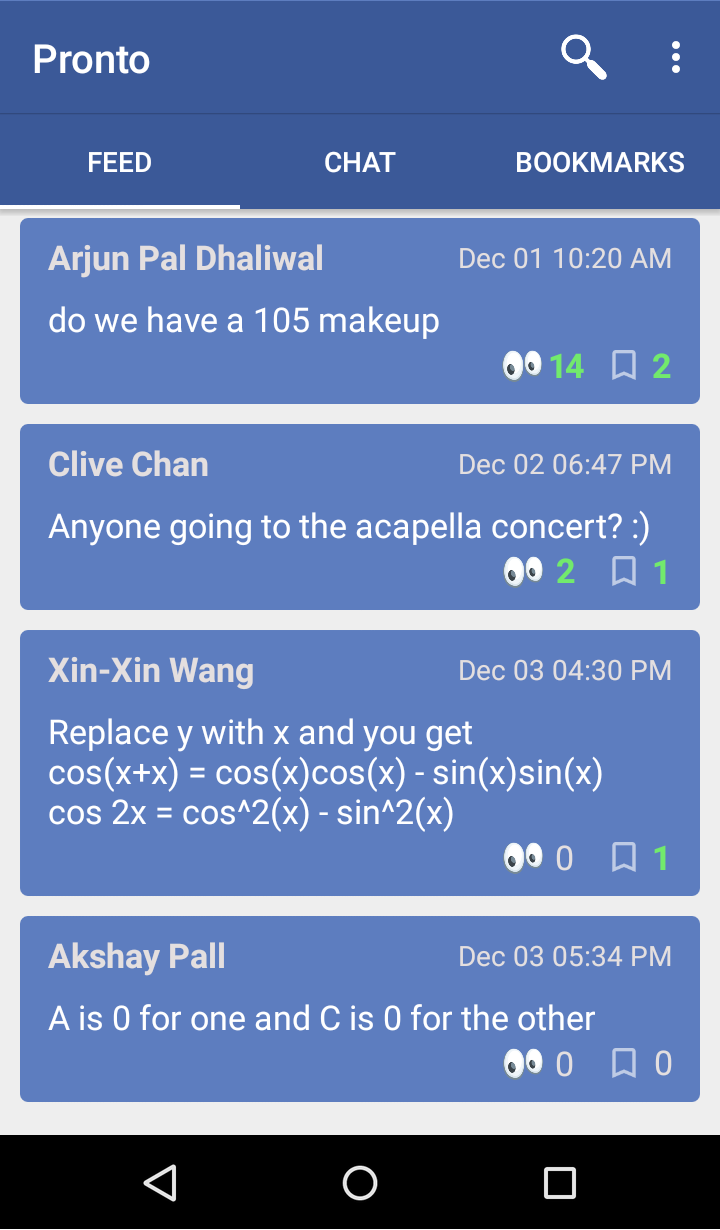 Pronto
FEED CHAT BOOKMARKS
Arjun Pal Dhaliwal Dec 01 10:20 AM
do we have a 105 makeup
14 2
Clive Chan Dec 02 06:47 PM
Anyone going to the acapella concert? :)
2 1
Xin-Xin Wang Dec 03 04:30 PM
Replace y with x and you get
cos(x+x) = cos(x)cos(x) - sin(x)sin(x)
cos 2x = cos^2(x) - sin^2(x)
0 1
Akshay Pall Dec 03 05:34 PM
A is 0 for one and C is 0 for the other
0 0